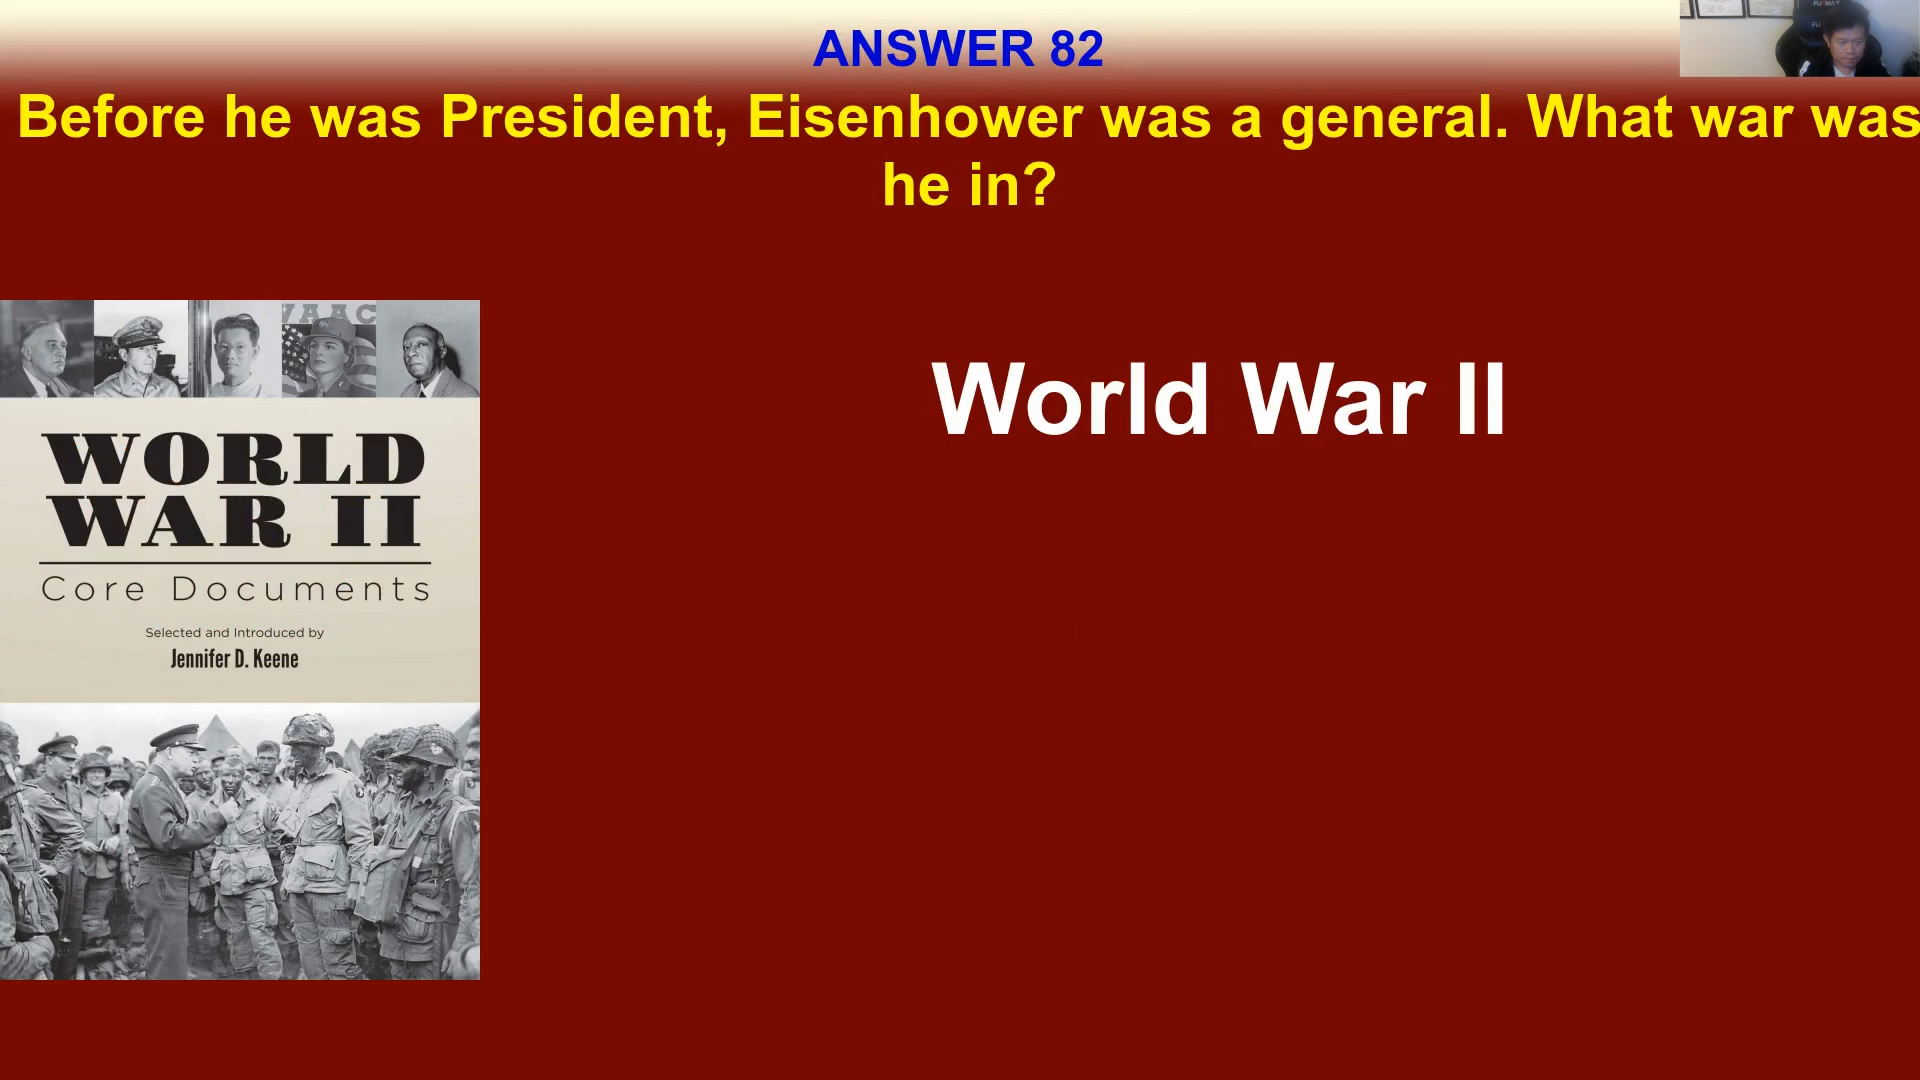 ANSWER 82
Before he was President, Eisenhower was a general. What war was
he in?
World War II
VAAC
WORLD
WAR II
Core Documents
Selected and Introduced by
Jennifer D. Keene